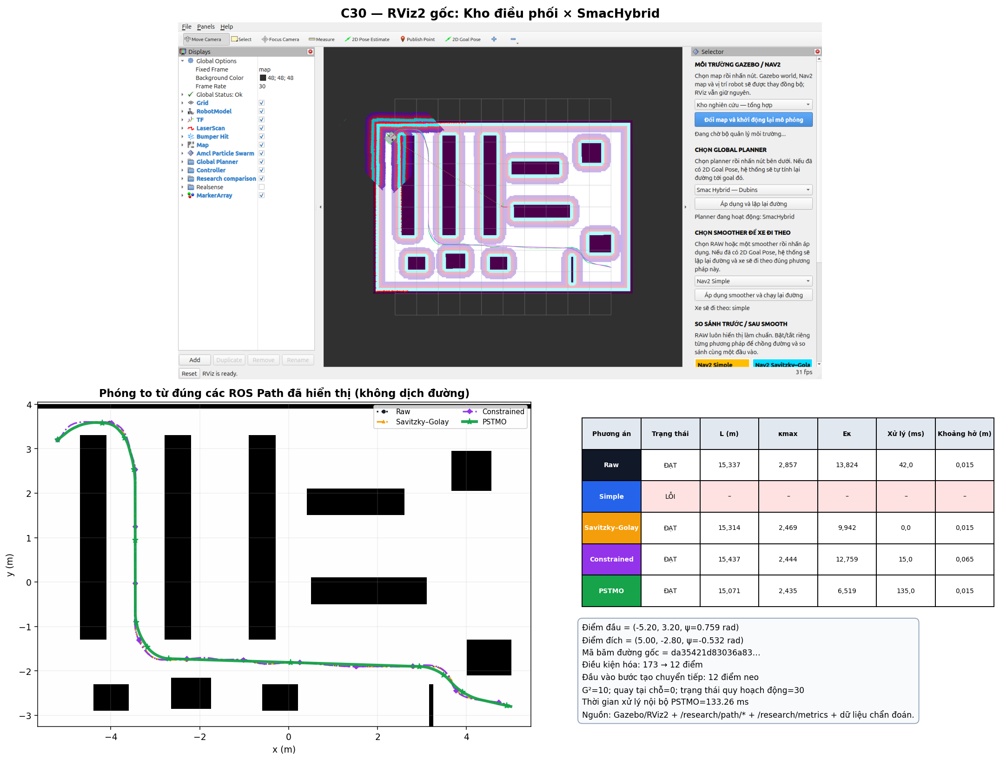 C30 — RViz2 gốc: Kho điều phối × SmacHybrid
File Panels Help
Move Camera Select Focus Camera Measure 2D Pose Estimate Publish Point 2D Goal Pose
Displays
Global Options
Fixed Frame map
Background Color 48; 48; 48
Frame Rate 30
Global Status: Ok
Grid
RobotModel
TF
LaserScan
Bumper Hit
Map
Amcl Particle Swarm
Global Planner
Controller
Research comparison
Realsense
MarkerArray
Add Duplicate Remove Rename
Reset RViz is ready.
31 fps
Selector
MÔI TRƯỜNG GAZEBO / NAV2
Chọn map rồi nhấn nút. Gazebo world, Nav2
map và vị trí robot sẽ được thay đồng bộ;
RViz vẫn giữ nguyên.
Kho nghiên cứu — tổng hợp
Đổi map và khởi động lại mô phỏng
Đang chờ bộ quản lý môi trường...
CHỌN GLOBAL PLANNER
Chọn planner rồi nhấn nút bên dưới. Nếu đã
có 2D Goal Pose, hệ thống sẽ tự tính lại
đường tới goal đó.
Smac Hybrid — Dubins
Áp dụng và lập lại đường
Planner đang hoạt động: SmacHybrid
CHỌN SMOOTHER ĐỂ XE ĐI THEO
Chọn RAW hoặc một smoother rồi nhấn áp
dụng. Nếu đã có 2D Goal Pose, hệ thống sẽ
lập lại đường và xe sẽ đi theo đúng phương
pháp này.
Nav2 Simple
Áp dụng smoother và chạy lại đường
Xe sẽ đi theo: simple
SO SÁNH TRƯỚC / SAU SMOOTH
RAW luôn hiển thị làm chuẩn. Bật/tắt riêng
từng phương pháp để chồng đường và so
sánh cùng một đầu vào.
Nav2 Simple Nav2 Savitzky–Gola
Phóng to từ đúng các ROS Path đã hiển thị (không dịch đường)
Raw Constrained
Savitzky–Golay PSTMO
4
3
2
1
0
−1
−2
−3
y (m)
−4 −2 0 2 4
x (m)
Phương án Trạng thái L (m) κmax Eκ Xử lý (ms) Khoảng hở (m)
Raw ĐẠT 15,337 2,857 13,824 42,0 0,015
Simple LỖI – – – – –
Savitzky–Golay ĐẠT 15,314 2,469 9,942 0,0 0,015
Constrained ĐẠT 15,437 2,444 12,759 15,0 0,065
PSTMO ĐẠT 15,071 2,435 6,519 135,0 0,015
Điểm đầu = (-5.20, 3.20, ψ=0.759 rad)
Điểm đích = (5.00, -2.80, ψ=-0.532 rad)
Mã băm đường gốc = da35421d83036a83…
Điều kiện hóa: 173 → 12 điểm
Đầu vào bước tạo chuyển tiếp: 12 điểm neo
G²=10; quay tại chỗ=0; trạng thái quy hoạch động=30
Thời gian xử lý nội bộ PSTMO=133.26 ms
Nguồn: Gazebo/RViz2 + /research/path/* + /research/metrics + dữ liệu chẩn đoán.